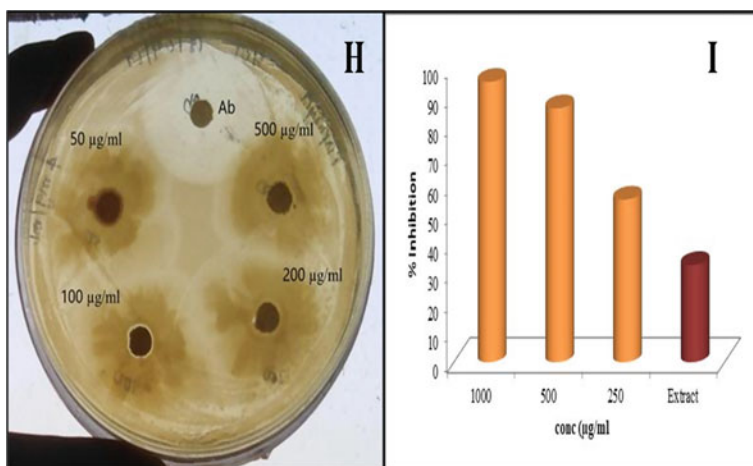 H
Ab
50 µg/ml
500 µg/ml
100 µg/ml
200 µg/ml
I
% Inhibition
100
90
80
70
60
50
40
30
20
10
0
1000 500 250 Extract
conc (µg/ml